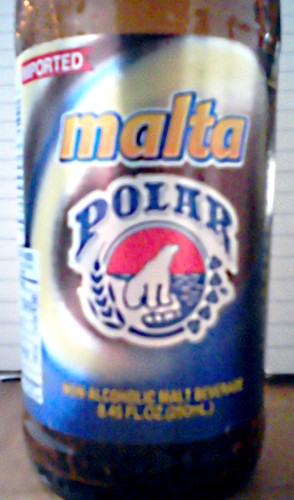 IMPORTED
malta
POLAR
NON-ALCOHOLIC MALT BEVERAGE
8.45 FL.OZ.(250ML.)